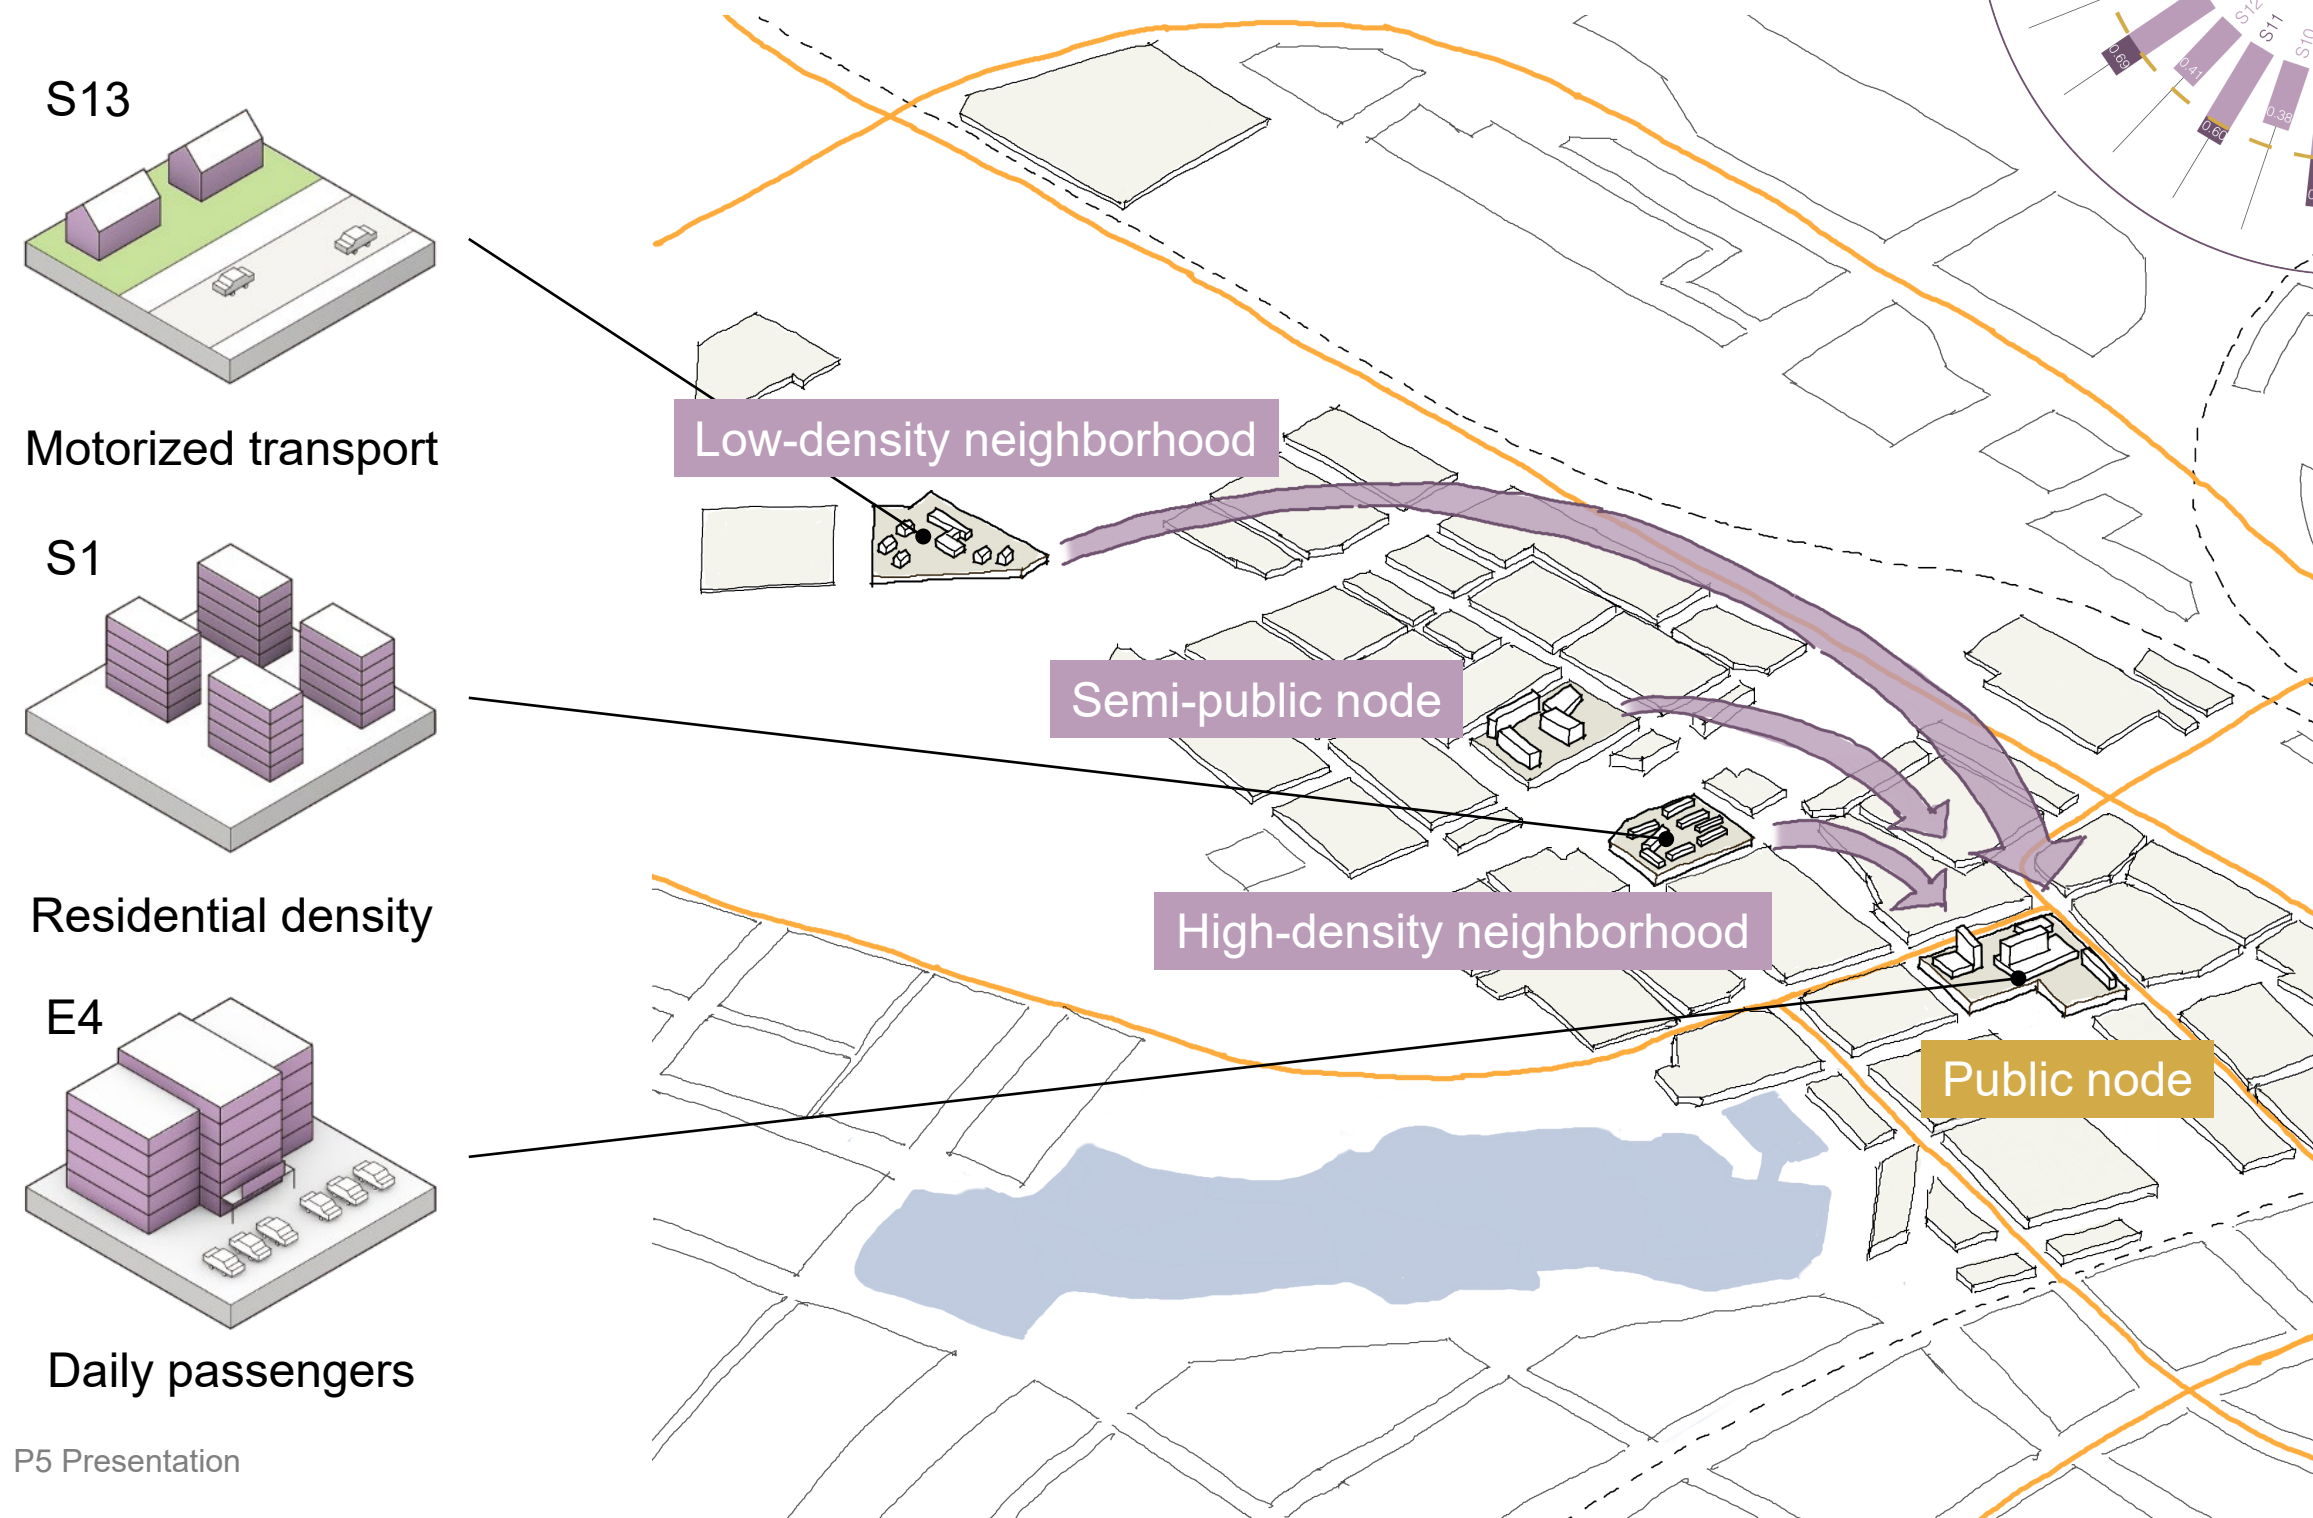 S13
Motorized transport
S1
Residential density
E4
Daily passengers
P5 Presentation
Low-density neighborhood
Semi-public node
High-density neighborhood
Public node
S12
S11
S10
0.69
0.41
0.60
0.38